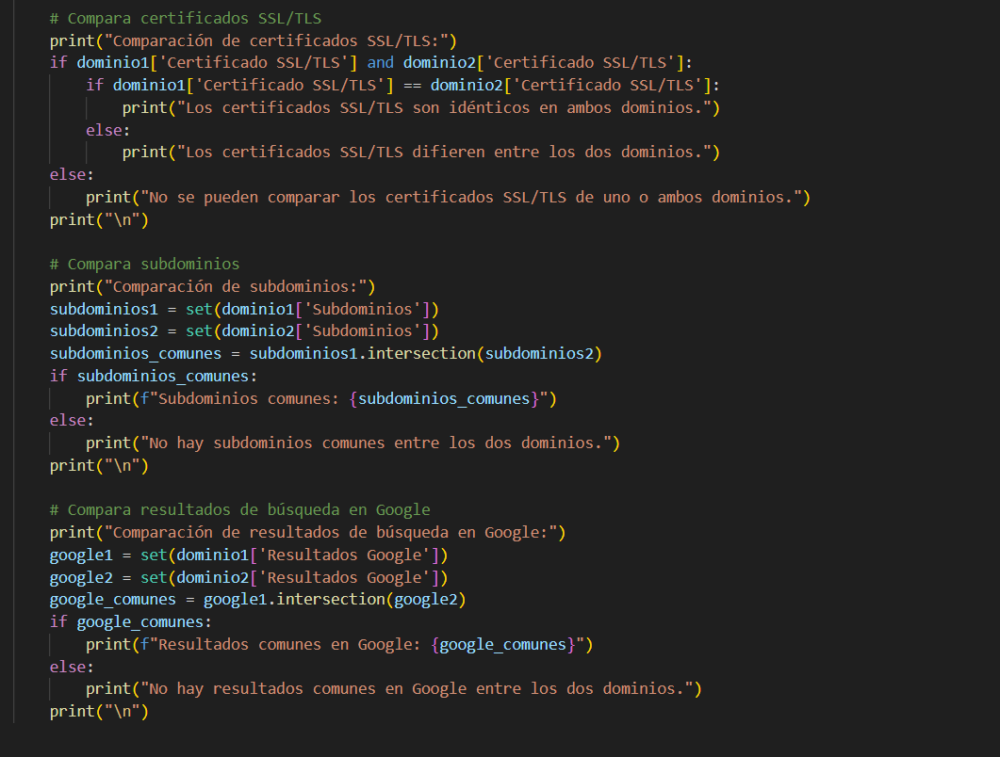 # Compara certificados SSL/TLS
print("Comparación de certificados SSL/TLS:")
if dominio1['Certificado SSL/TLS'] and dominio2['Certificado SSL/TLS']:
    if dominio1['Certificado SSL/TLS'] == dominio2['Certificado SSL/TLS']:
        print("Los certificados SSL/TLS son idénticos en ambos dominios.")
    else:
        print("Los certificados SSL/TLS difieren entre los dos dominios.")
else:
    print("No se pueden comparar los certificados SSL/TLS de uno o ambos dominios.")
print("\n")

# Compara subdominios
print("Comparación de subdominios:")
subdominios1 = set(dominio1['Subdominios'])
subdominios2 = set(dominio2['Subdominios'])
subdominios_comunes = subdominios1.intersection(subdominios2)
if subdominios_comunes:
    print(f"Subdominios comunes: {subdominios_comunes}")
else:
    print("No hay subdominios comunes entre los dos dominios.")
print("\n")

# Compara resultados de búsqueda en Google
print("Comparación de resultados de búsqueda en Google:")
google1 = set(dominio1['Resultados Google'])
google2 = set(dominio2['Resultados Google'])
google_comunes = google1.intersection(google2)
if google_comunes:
    print(f"Resultados comunes en Google: {google_comunes}")
else:
    print("No hay resultados comunes en Google entre los dos dominios.")
print("\n")